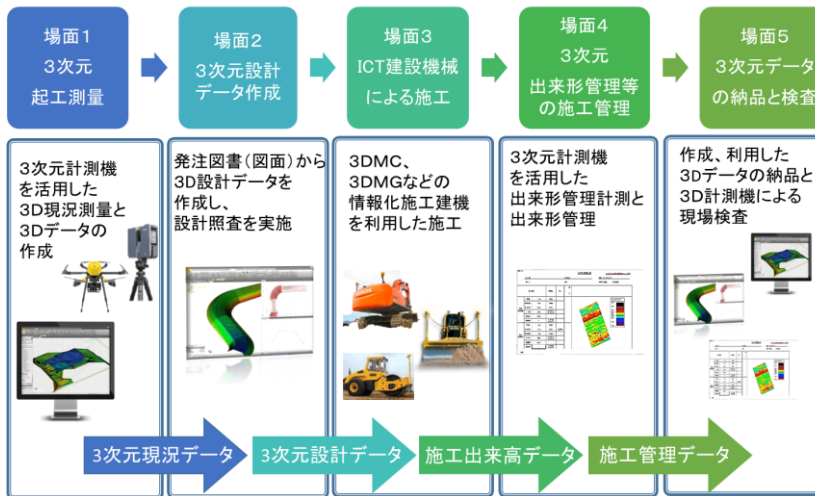 場面1
3次元
起工測量
場面2
3次元設計
データ作成
場面3
ICT建設機械
による施工
場面4
3次元
出来形管理等
の施工管理
場面5
3次元データ
の納品と検査
3次元計測機
を活用した
3D現況測量と
3Dデータの
作成
発注図書(図面)から
3D設計データを
作成し、
設計照査を実施
3DMC、
3DMGなどの
情報化施工建機
を利用した施工
3次元計測機
を活用した
出来形管理計測と
出来形管理
作成、利用した
3Dデータの納品と
3D計測機による
現場検査
3次元現況データ
3次元設計データ
施工出来高データ
施工管理データ